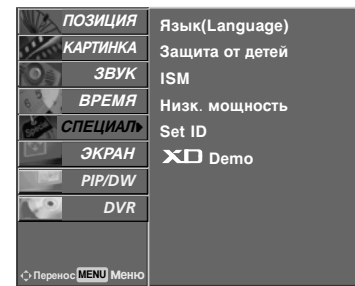 ПОЗИЦИЯ
КАРТИНКА
ЗВУК
ВРЕМЯ
СПЕЦИАЛ
ЭКРАН
PIP/DW
DVR
Перенос MENU Меню
Язык(Language)
Защита от детей
ISM
Низк. мощность
Set ID
XD Demo